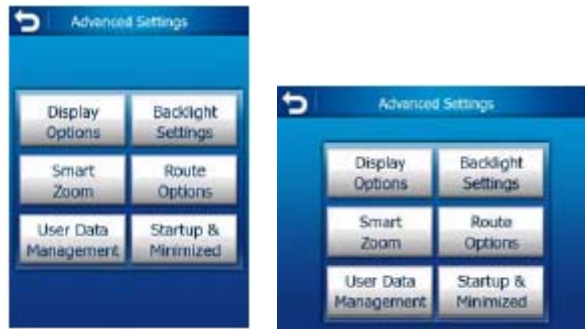 Advanced Settings
Display Options
Backlight Settings
Smart Zoom
Route Options
User Data Management
Startup & Minimized
Advanced Settings
Display Options
Backlight Settings
Smart Zoom
Route Options
User Data Management
Startup & Minimized